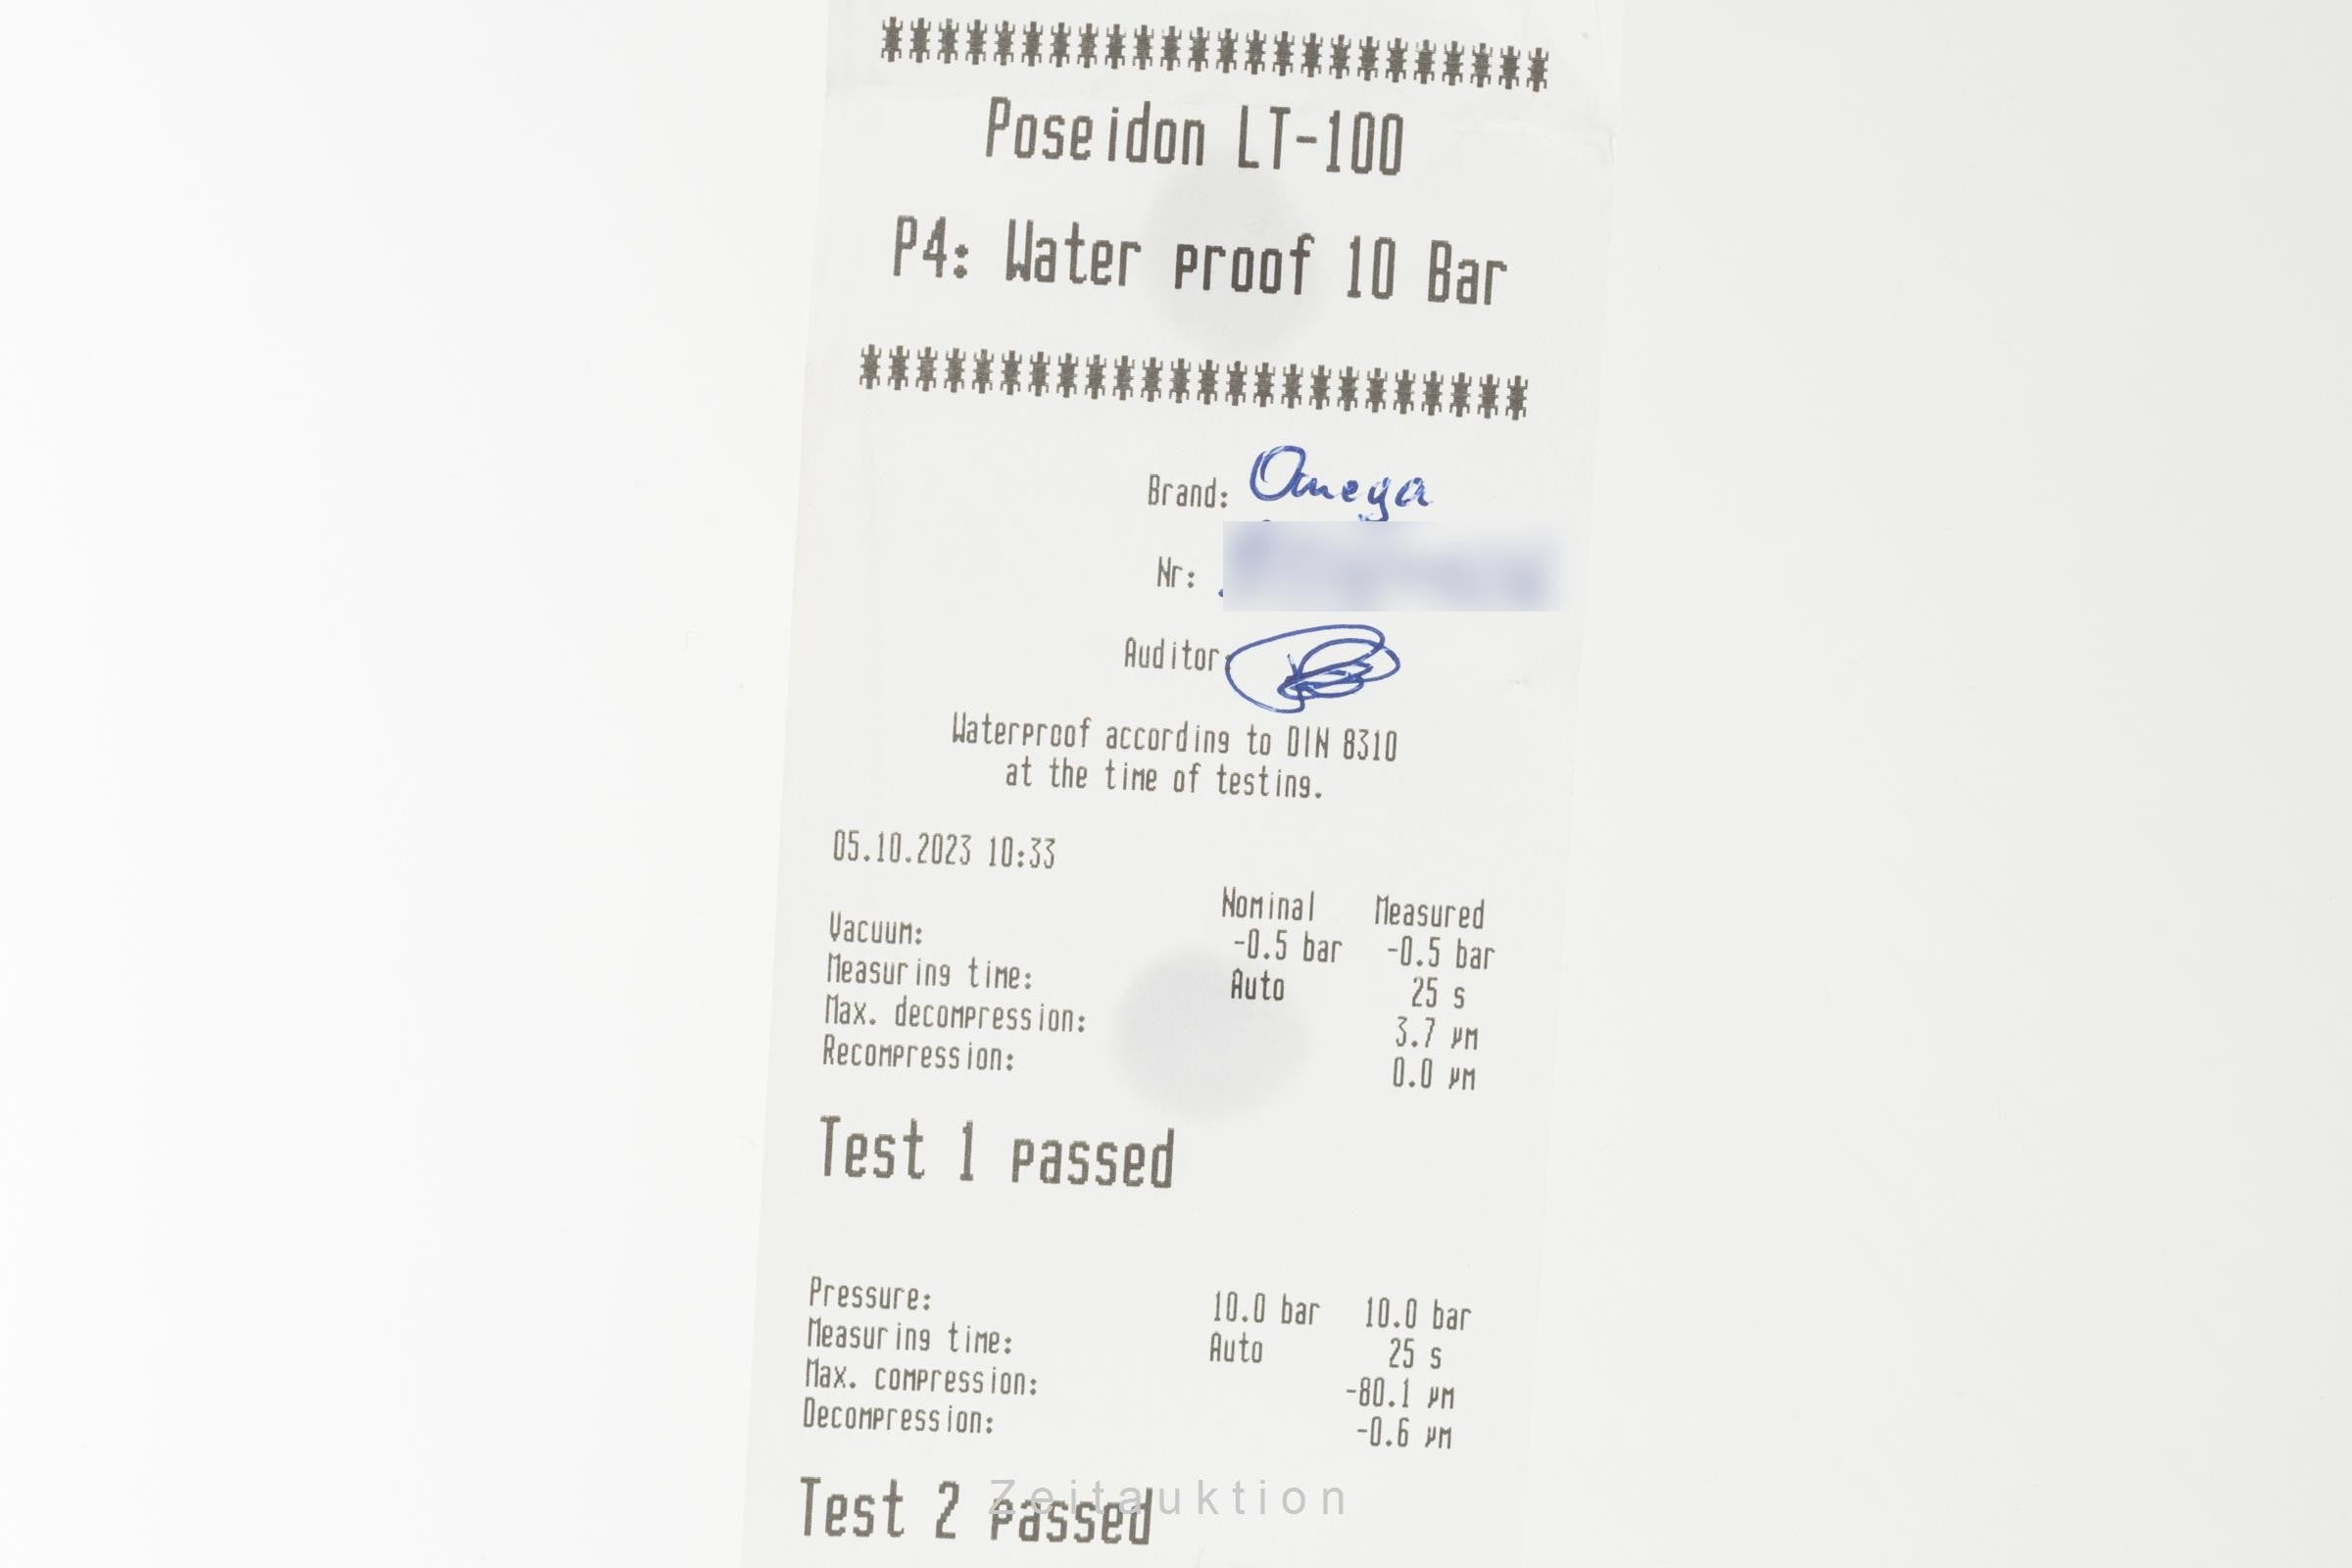 ************************
Poseidon LT-100
P4: Water proof 10 Bar
************************
Brand: Omega
Nr:
Auditor:
Waterproof according to DIN 8310
at the time of testing.
05.10.2023 10:33
Nominal Measured
Vacuum: -0.5 bar -0.5 bar
Measuring time: Auto 25 s
Max. decompression: 3.7 µm
Recompression: 0.0 µm
Test 1 passed
Pressure: 10.0 bar 10.0 bar
Measuring time: Auto 25 s
Max. compression: -80.1 µm
Decompression: -0.6 µm
Test 2 passed
Zeitauktion